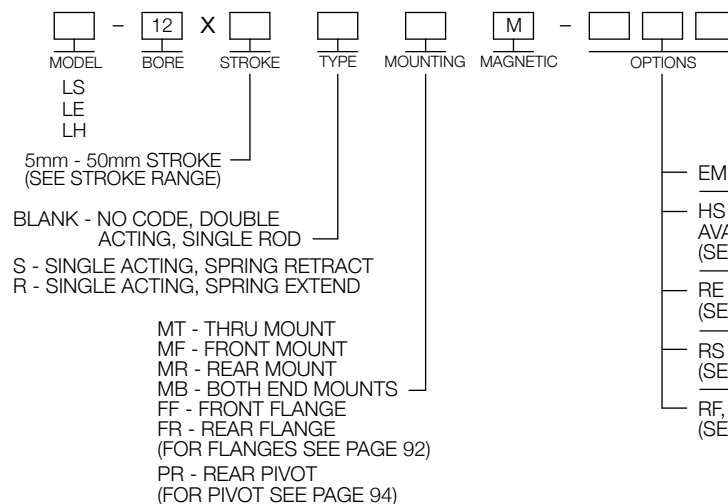 – 12 X M –
MODEL BORE STROKE TYPE MOUNTING MAGNETIC OPTIONS
LS
LE
LH
5mm - 50mm STROKE
(SEE STROKE RANGE)
BLANK - NO CODE, DOUBLE
ACTING, SINGLE ROD
S - SINGLE ACTING, SPRING RETRACT
R - SINGLE ACTING, SPRING EXTEND
MT - THRU MOUNT
MF - FRONT MOUNT
MR - REAR MOUNT
MB - BOTH END MOUNTS
FF - FRONT FLANGE
FR - REAR FLANGE
(FOR FLANGES SEE PAGE 92)
PR - REAR PIVOT
(FOR PIVOT SEE PAGE 94)
EM
HS
RE
RS
RF,